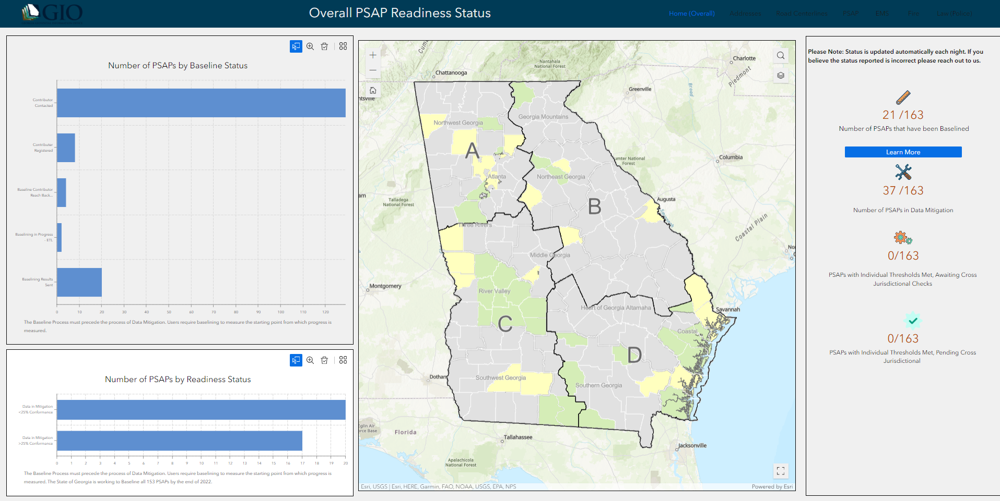 GIO
Overall PSAP Readiness Status
Home (Overall)
Addresses
Road Centerlines
PSAP
EMS
Fire
Law (Police)
Number of PSAPs by Baseline Status
Contributor
Contacted
Contributer
Registered
Baseline Contributor
Reach Back...
Baselining in Progress
- ETL
Baselining Results
Sent
0 10 20 30 40 50 60 70 80 90 100 110 120
The Baseline Process must precede the process of Data Mitigation. Users require baselining to measure the starting point from which progress is
measured.
Number of PSAPs by Readiness Status
Data in Mitigation
<25% Conformance
Data in Mitigation
>25% Conformance
0 1 2 3 4 5 6 7 8 9 10 11 12 13 14 15 16 17 18 19 20
The Baseline Process must precede the process of Data Mitigation. Users require baselining to measure the starting point from which progress is
measured. The State of Georgia is working to Baseline all 153 PSAPs by the end of 2022.
Cum
Nantahala
National Forest
Charlotte
Chattanooga
Piedmont
Greenville
Broad
ntsville
Georgia Mountains
Northwest Georgia
A
Columbia
umter National
Forest
Atlanta
Northeast Georgia
am
Talladega
National Forest
Augusta
B
Coastal Plain
Three Rivers
Middle Georgia
No
Montgomery
River Valley
Heart of Georgia Altamaha
Savannah
C
Coastal
D
Dothan
Southwest Georgia
Southern Georgia
Eglin Air
orce Base
Florida
Tallahassee
Jacksonville
Apalachicola
National Forest
Esri, USGS | Esri, HERE, Garmin, FAO, NOAA, USGS, EPA, NPS
Powered by Esri
Please Note: Status is updated automatically each night. If you
believe the status reported is incorrect please reach out to us.
21 /163
Number of PSAPs that have been Baselined
Learn More
37 /163
Number of PSAPs in Data Mitigation
0/163
PSAPs with Individual Thresholds Met, Awaiting Cross
Jurisdictional Checks
0/163
PSAPs with Individual Thresholds Met, Pending Cross
Jurisdictional